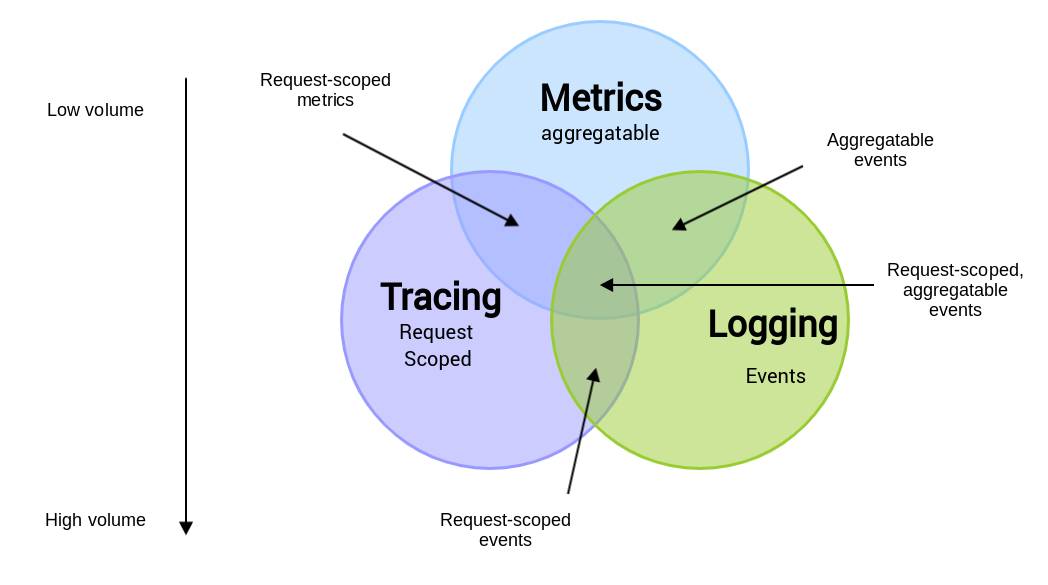 Low volume
High volume
Request-scoped
metrics
Metrics
aggregatable
Aggregatable
events
Tracing
Request
Scoped
Logging
Events
Request-scoped,
aggregatable
events
Request-scoped
events